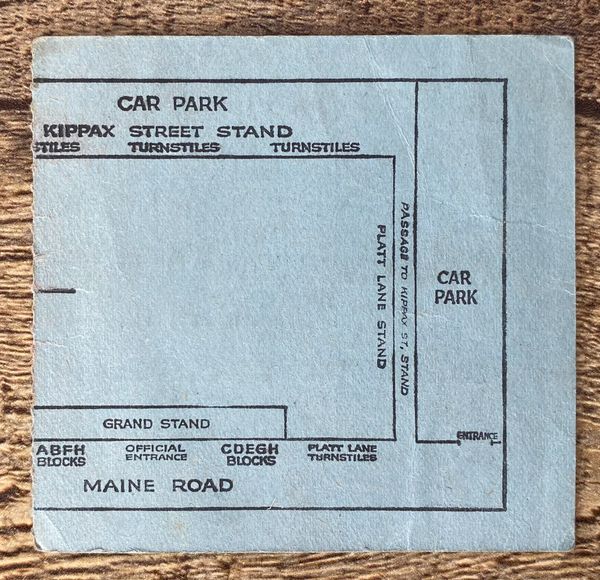 CAR PARK
KIPPAX STREET STAND
STILES TURNSTILES TURNSTILES
PLATT LANE STAND
PASSAGE TO KIPPAX ST, STAND
CAR
PARK
GRAND STAND
ENTRANCE
ABFH
BLOCKS
OFFICIAL
ENTRANCE
CDEGH
BLOCKS
PLATT LANE
TURNSTILES
MAINE ROAD